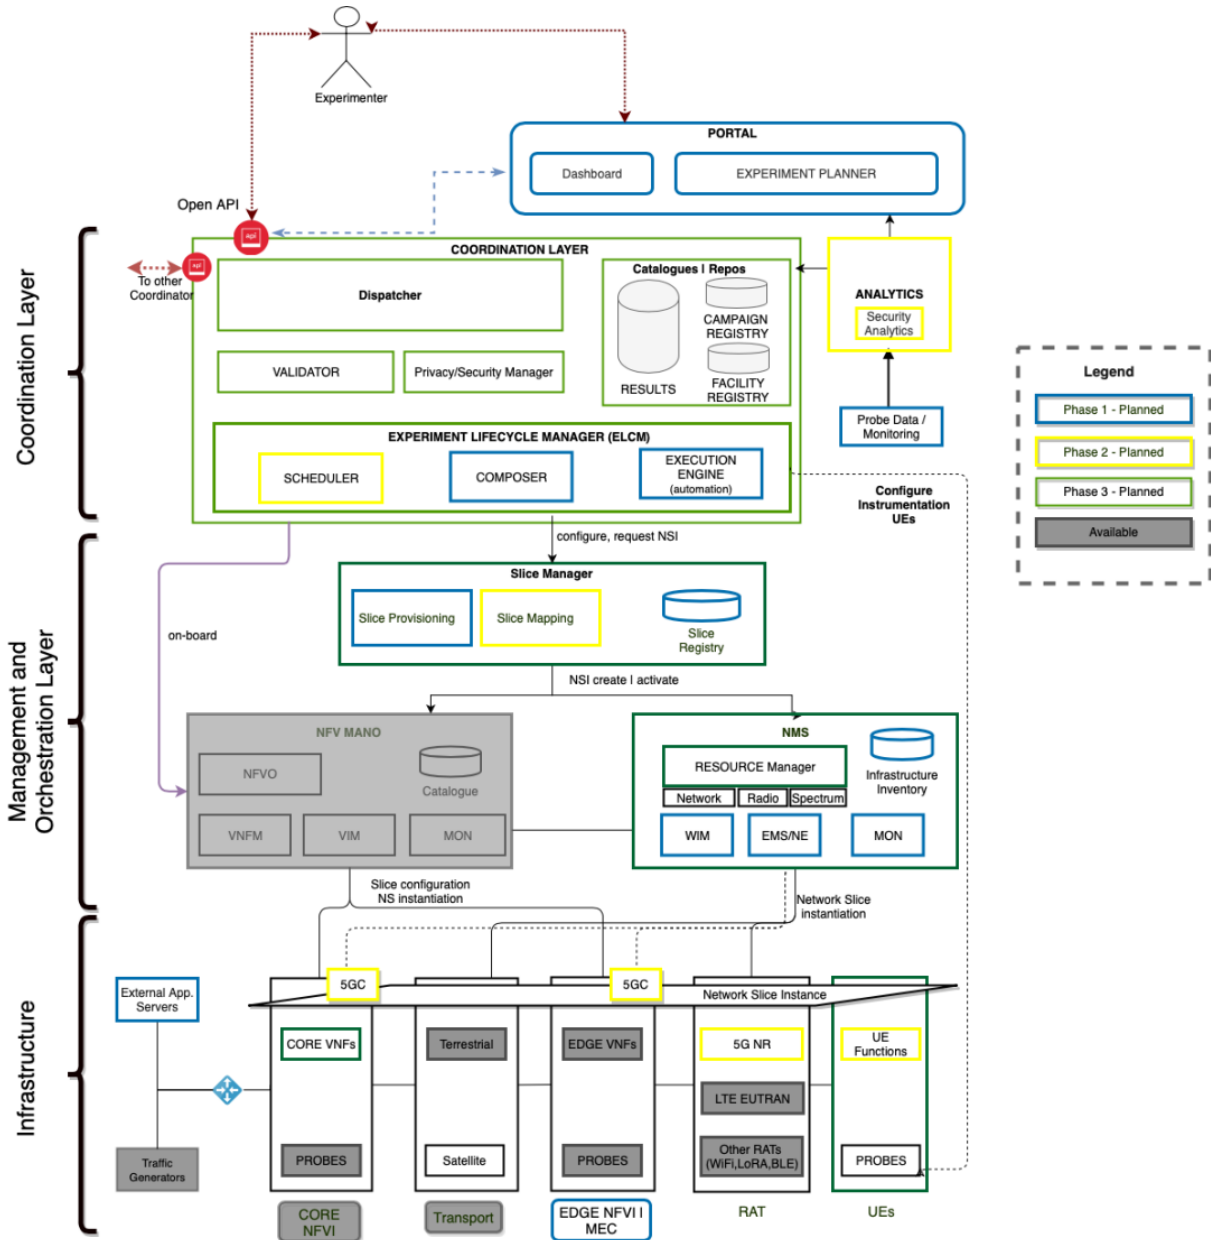 Experimenter
PORTAL
Dashboard
EXPERIMENT PLANNER
Open API
api
COORDINATION LAYER
api
To other
Coordinator
Dispatcher
Catalogues | Repos
CAMPAIGN
REGISTRY
RESULTS
FACILITY
REGISTRY
VALIDATOR
Privacy/Security Manager
ANALYTICS
Security
Analytics
Probe Data /
Monitoring
EXPERIMENT LIFECYCLE MANAGER (ELCM)
SCHEDULER
COMPOSER
EXECUTION
ENGINE
(automation)
Configure
Instrumentation
UEs
Coordination Layer
Legend
Phase 1 - Planned
Phase 2 - Planned
Phase 3 - Planned
Available
configure, request NSI
Slice Manager
Slice Provisioning
Slice Mapping
Slice
Registry
on-board
NSI create | activate
Management and
Orchestration Layer
NFV MANO
NFVO
Catalogue
VNFM
VIM
MON
NMS
RESOURCE Manager
Infrastructure
Inventory
Network
Radio
Spectrum
WIM
EMS/NE
MON
Slice configuration
NS instantiation
Network Slice
instantiation
Infrastructure
External App.
Servers
5GC
5GC
Network Slice Instance
CORE VNFs
Terrestrial
EDGE VNFs
5G NR
UE
Functions
LTE EUTRAN
Traffic
Generators
PROBES
Satellite
PROBES
Other RATs
(WiFi,LoRA,BLE)
PROBES
CORE
NFVI
Transport
EDGE NFVI |
MEC
RAT
UEs